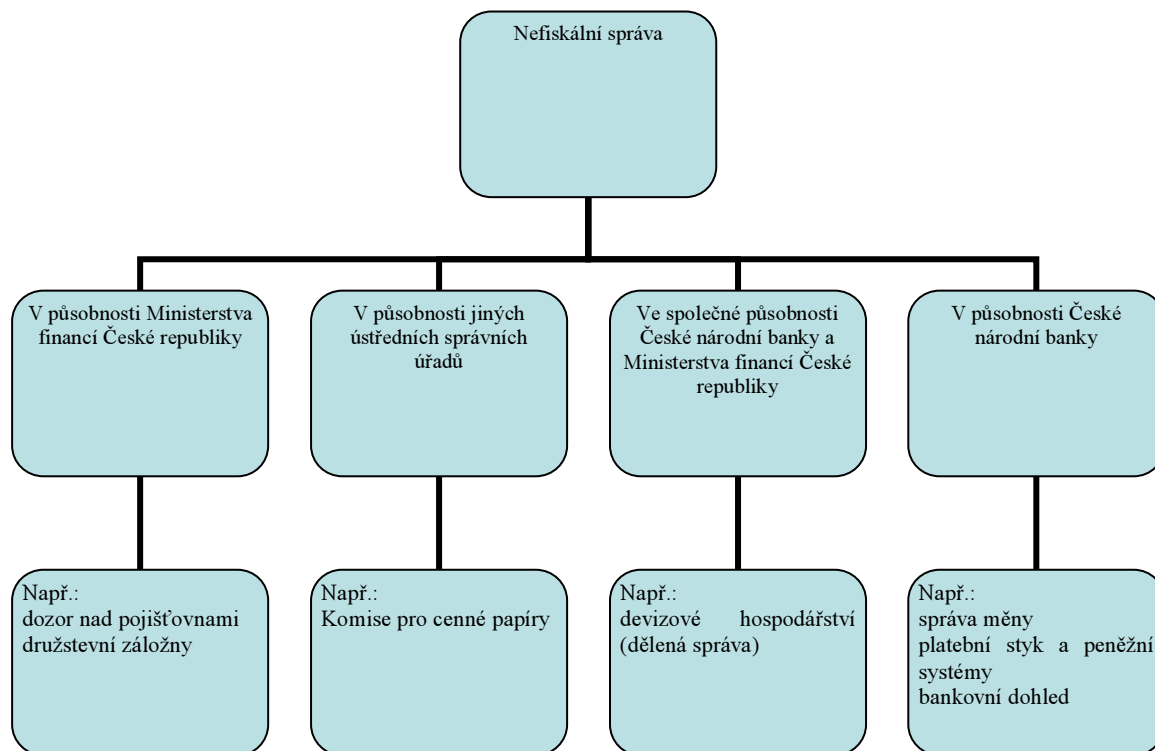 Nefiskální správa
V působnosti Ministerstva
financí České republiky
V působnosti jiných
ústředních správních
úřadů
Ve společné působnosti
České národní banky a
Ministerstva financí České
republiky
V působnosti České
národní banky
Např.:
dozor nad pojišťovnami
družstevní záložny
Např.:
Komise pro cenné papíry
Např.:
devizové hospodářství
(dělená správa)
Např.:
správa měny
platební styk a peněžní
systémy
bankovní dohled